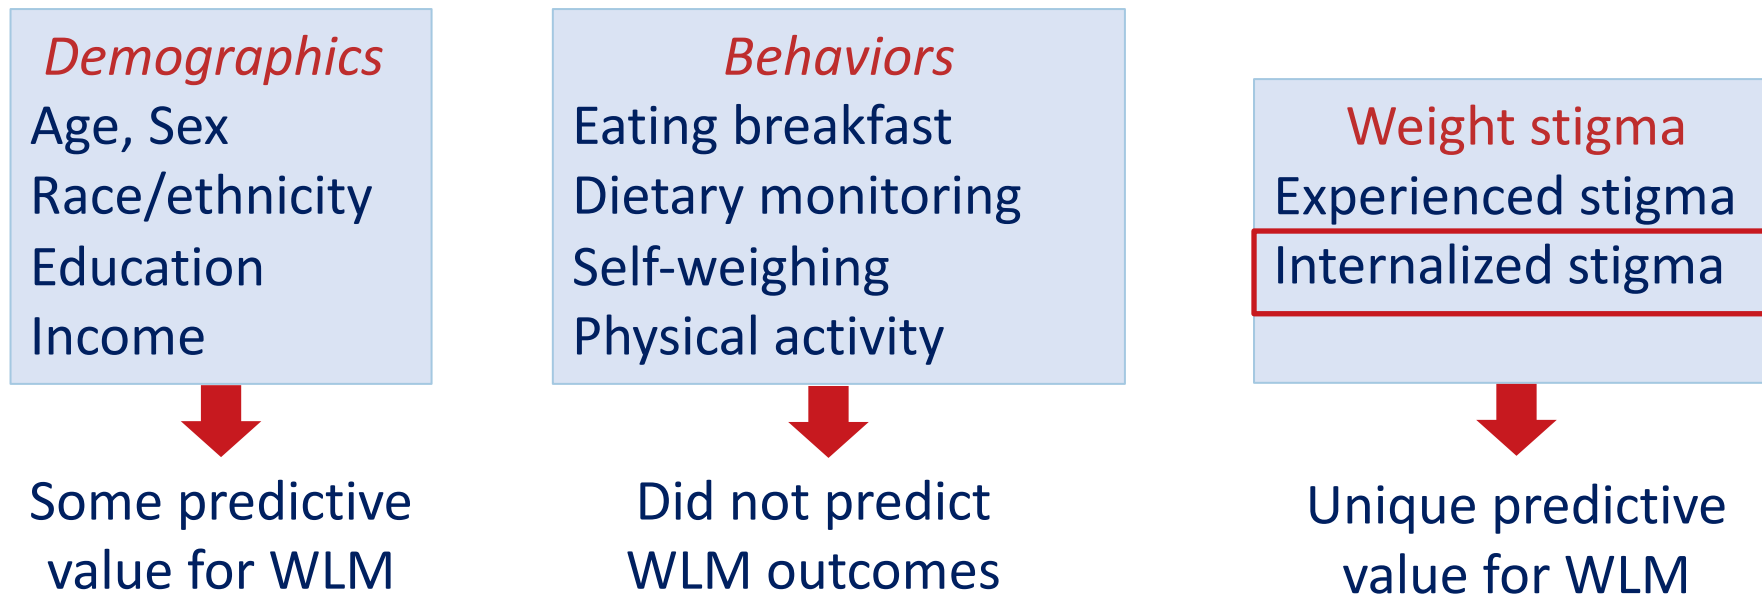 Demographics
Age, Sex
Race/ethnicity
Education
Income
Some predictive
value for WLM
Behaviors
Eating breakfast
Dietary monitoring
Self-weighing
Physical activity
Did not predict
WLM outcomes
Weight stigma
Experienced stigma
Internalized stigma
Unique predictive
value for WLM